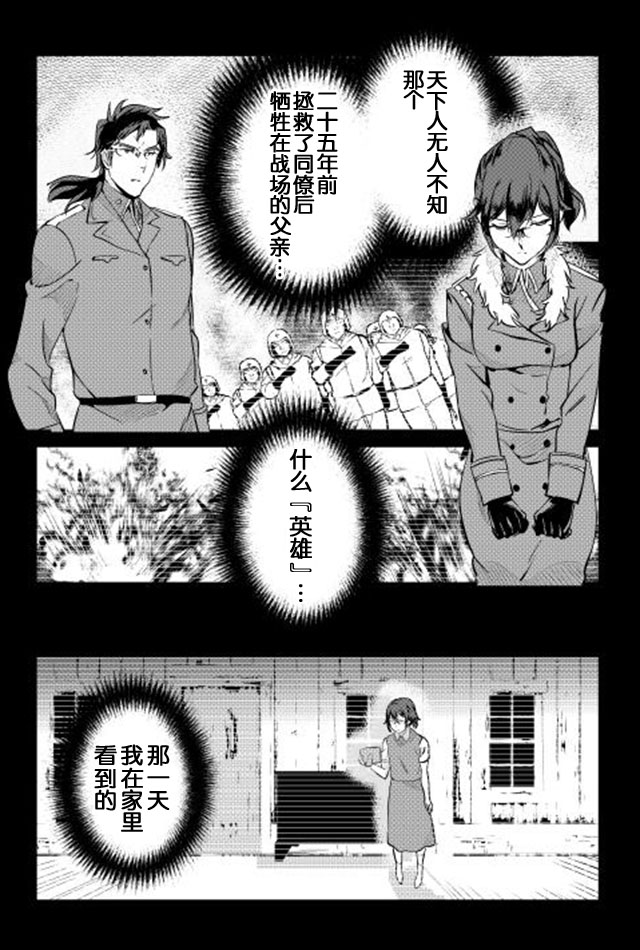 天下人无人不知
那个
二十五年前
拯救了同僚后
牺牲在战场的父亲…
什么『英雄』…
那一天
我在家里
看到的